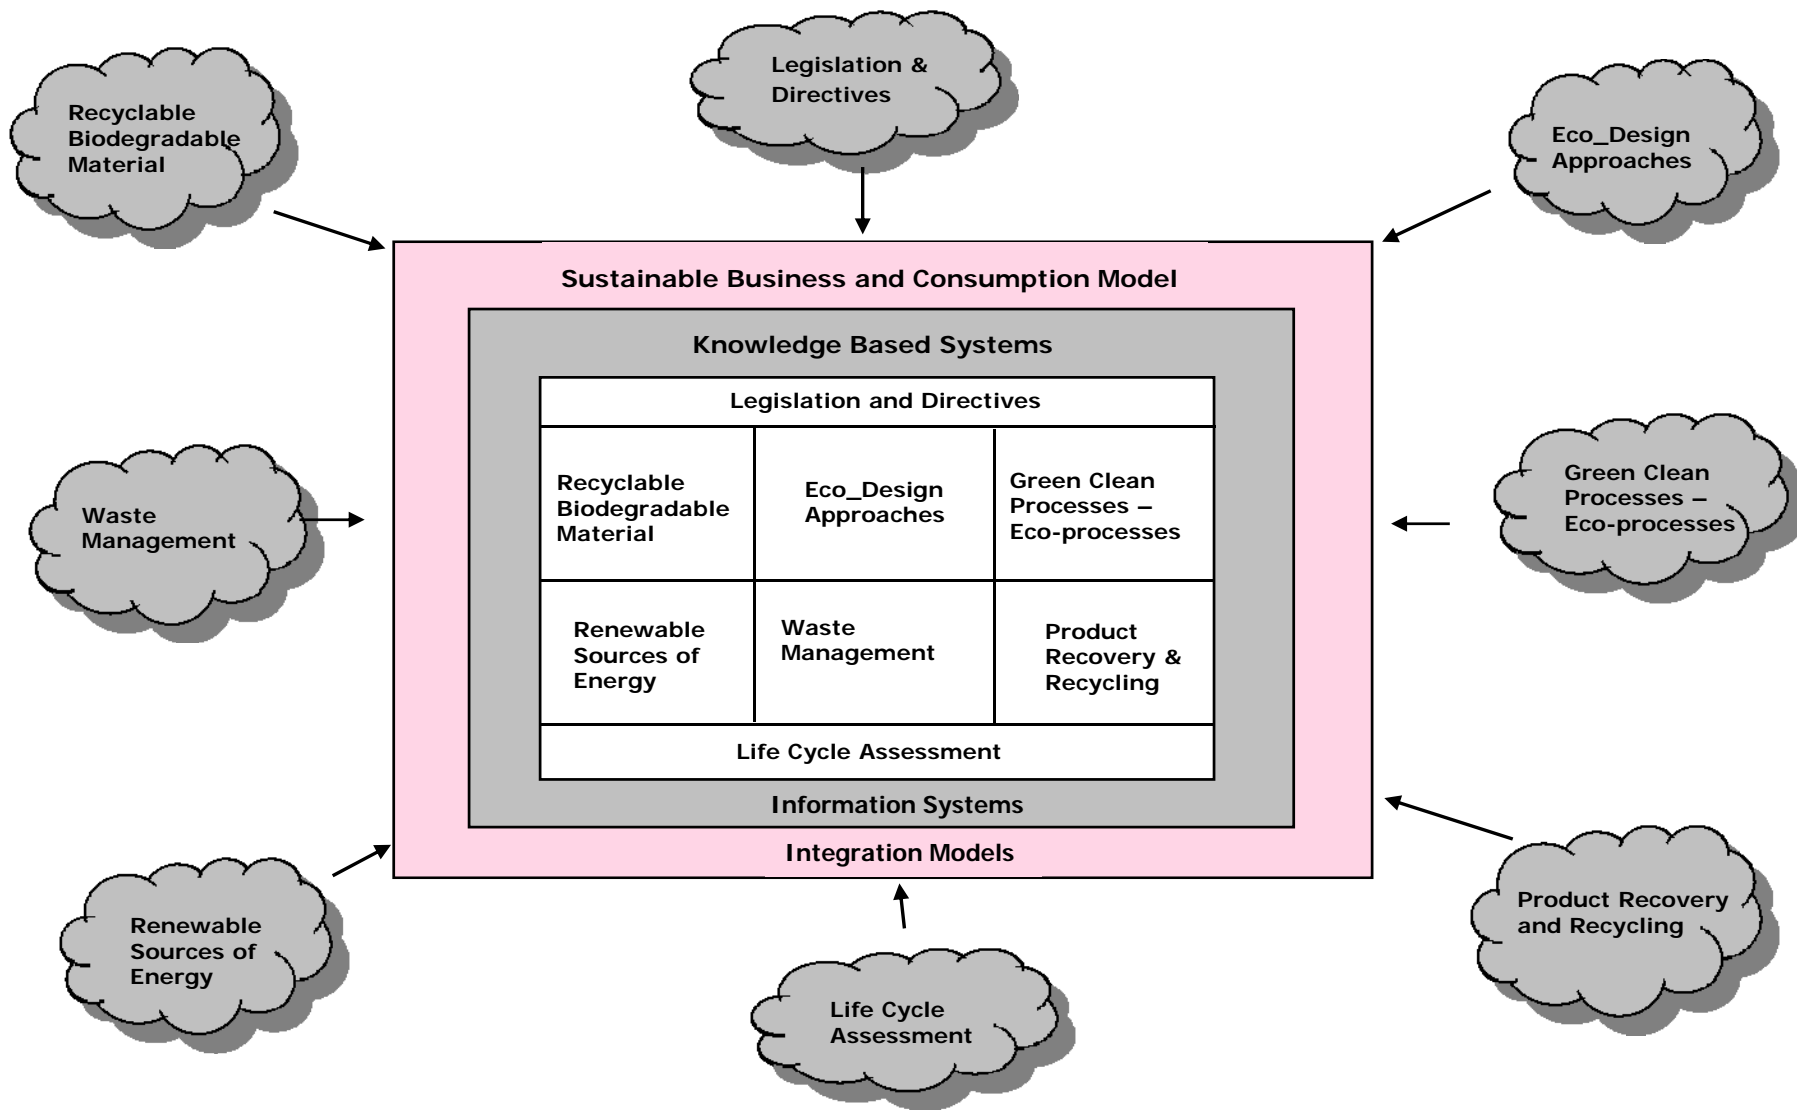 Legislation &
Directives
Recyclable
Biodegradable
Material
Eco_Design
Approaches
Sustainable Business and Consumption Model
Knowledge Based Systems
Legislation and Directives
Recyclable
Biodegradable
Material
Eco_Design
Approaches
Green Clean
Processes –
Eco-processes
Waste
Management
Green Clean
Processes –
Eco-processes
Renewable
Sources of
Energy
Waste
Management
Product
Recovery &
Recycling
Life Cycle Assessment
Information Systems
Integration Models
Renewable
Sources of
Energy
Product Recovery
and Recycling
Life Cycle
Assessment